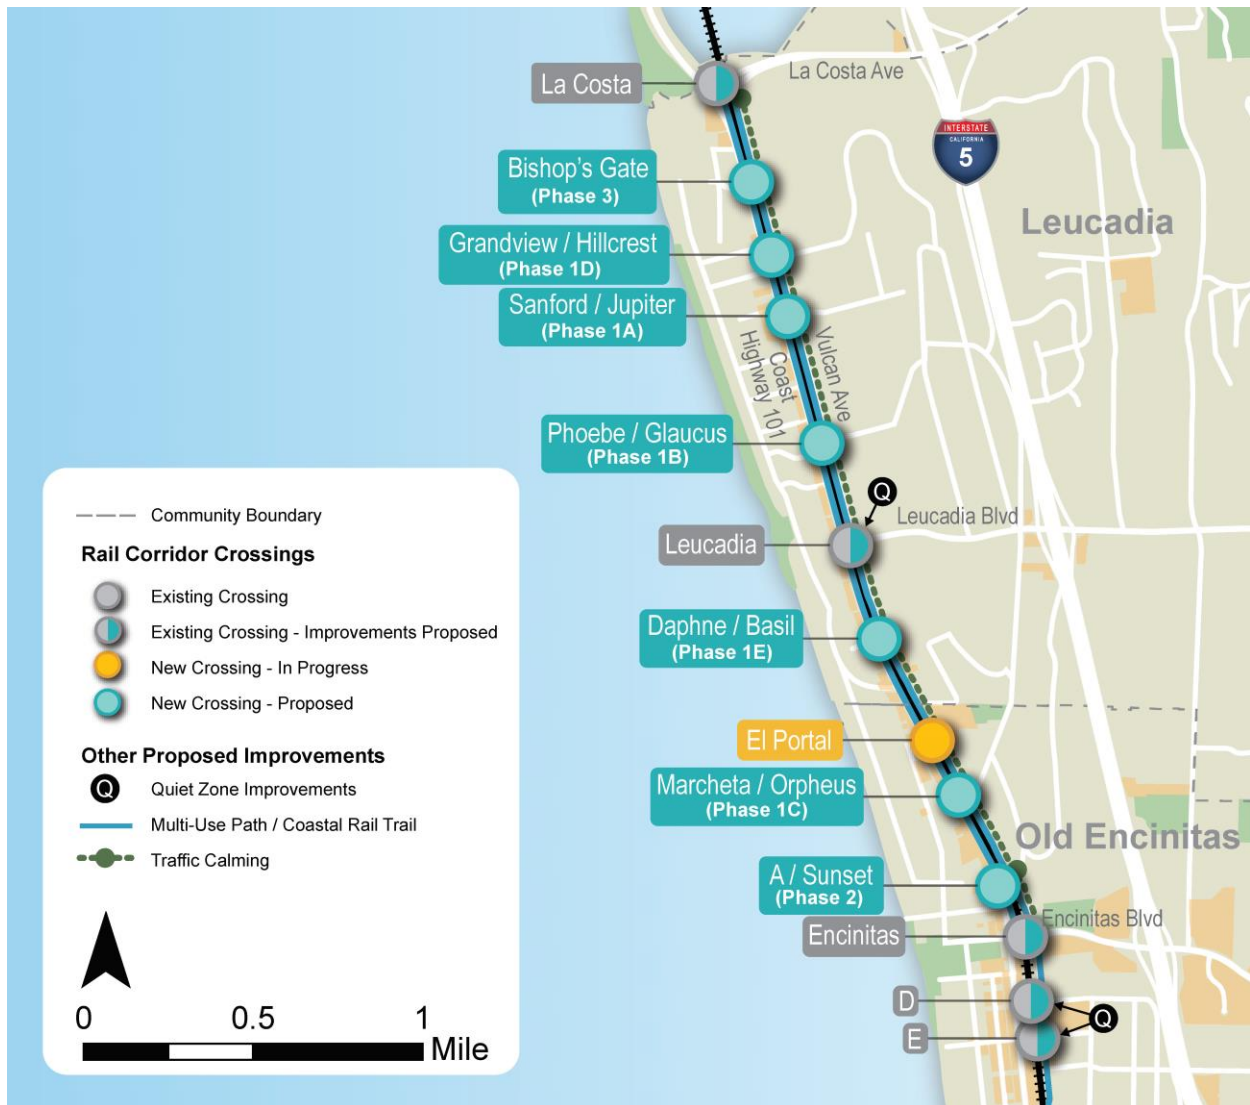 La Costa
La Costa Ave
INTERSTATE
CALIFORNIA
5
Bishop's Gate
(Phase 3)
Leucadia
Grandview / Hillcrest
(Phase 1D)
Sanford / Jupiter
(Phase 1A)
Vulcan Ave
Coast
Highway 101
Phoebe / Glaucus
(Phase 1B)
Q
Leucadia Blvd
Leucadia
Daphne / Basil
(Phase 1E)
El Portal
Marcheta / Orpheus
(Phase 1C)
Old Encinitas
A / Sunset
(Phase 2)
Encinitas Blvd
Encinitas
D
Q
E
Community Boundary
Rail Corridor Crossings
Existing Crossing
Existing Crossing - Improvements Proposed
New Crossing - In Progress
New Crossing - Proposed
Other Proposed Improvements
Q Quiet Zone Improvements
Multi-Use Path / Coastal Rail Trail
Traffic Calming
0 0.5 1
Mile